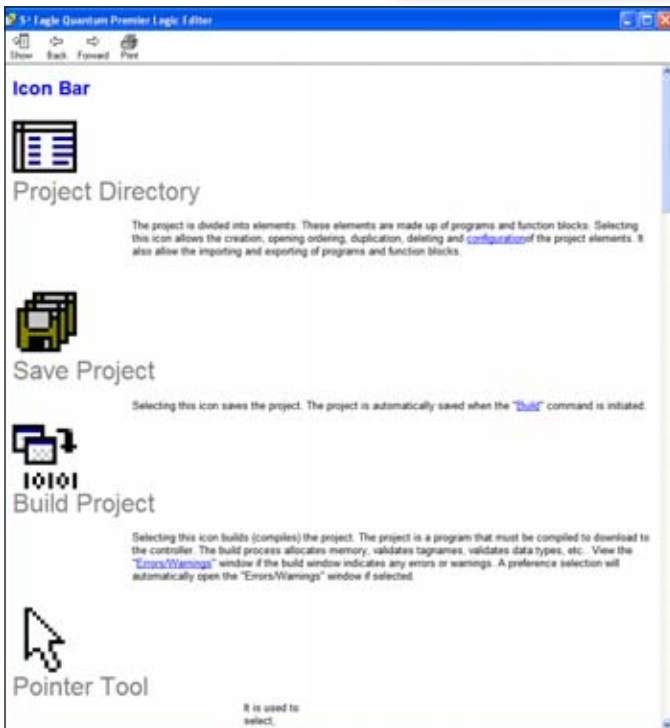 S³ Eagle Quantum Premier Logic Editor
Show Back Forward Print
Icon Bar
Project Directory
The project is divided into elements. These elements are made up of programs and function blocks. Selecting
this icon allows the creation, opening ordering, duplication, deleting and configurationof the project elements. It
also allow the importing and exporting of programs and function blocks.
Save Project
Selecting this icon saves the project. The project is automatically saved when the "Build" command is initiated.
10101
Build Project
Selecting this icon builds (compiles) the project. The project is a program that must be compiled to download to
the controller. The build process allocates memory, validates tagnames, validates data types, etc. View the
"Errors/Warnings" window if the build window indicates any errors or warnings. A preference selection will
automatically open the "Errors/Warnings" window if selected.
Pointer Tool
It is used to
select,